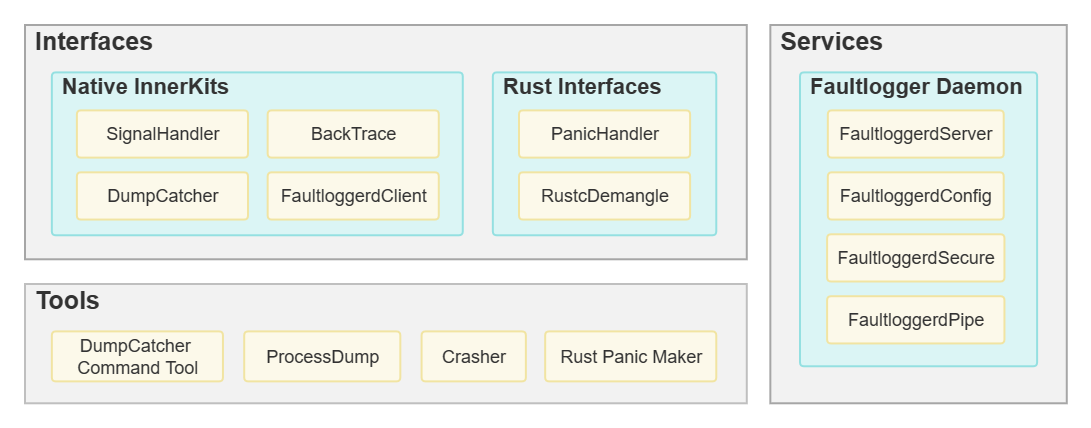 Interfaces
Native InnerKits
SignalHandler
BackTrace
DumpCatcher
FaultloggerdClient
Rust Interfaces
PanicHandler
RustcDemangle
Tools
DumpCatcher
Command Tool
ProcessDump
Crasher
Rust Panic Maker
Services
Faultlogger Daemon
FaultloggerdServer
FaultloggerdConfig
FaultloggerdSecure
FaultloggerdPipe